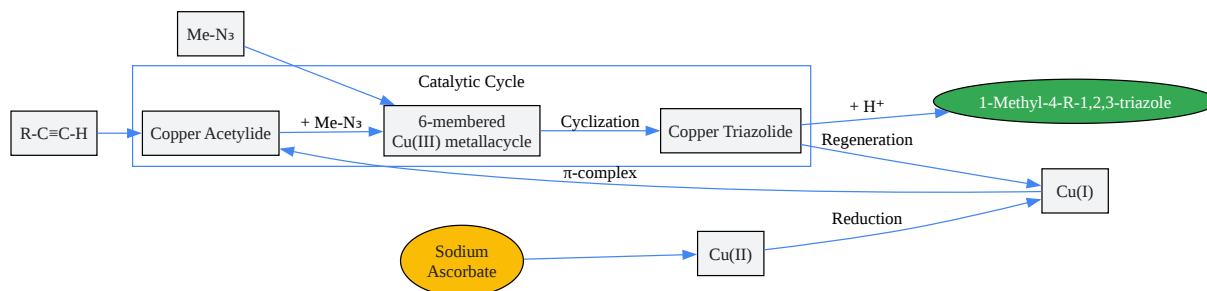 Me-N₃
Catalytic Cycle
R-C≡C-H
Copper Acetylide
+ Me-N₃
6-membered
Cu(III) metallacycle
Cyclization
Copper Triazolide
+ H⁺
1-Methyl-4-R-1,2,3-triazole
Regeneration
π-complex
Cu(I)
Reduction
Sodium
Ascorbate
Cu(II)